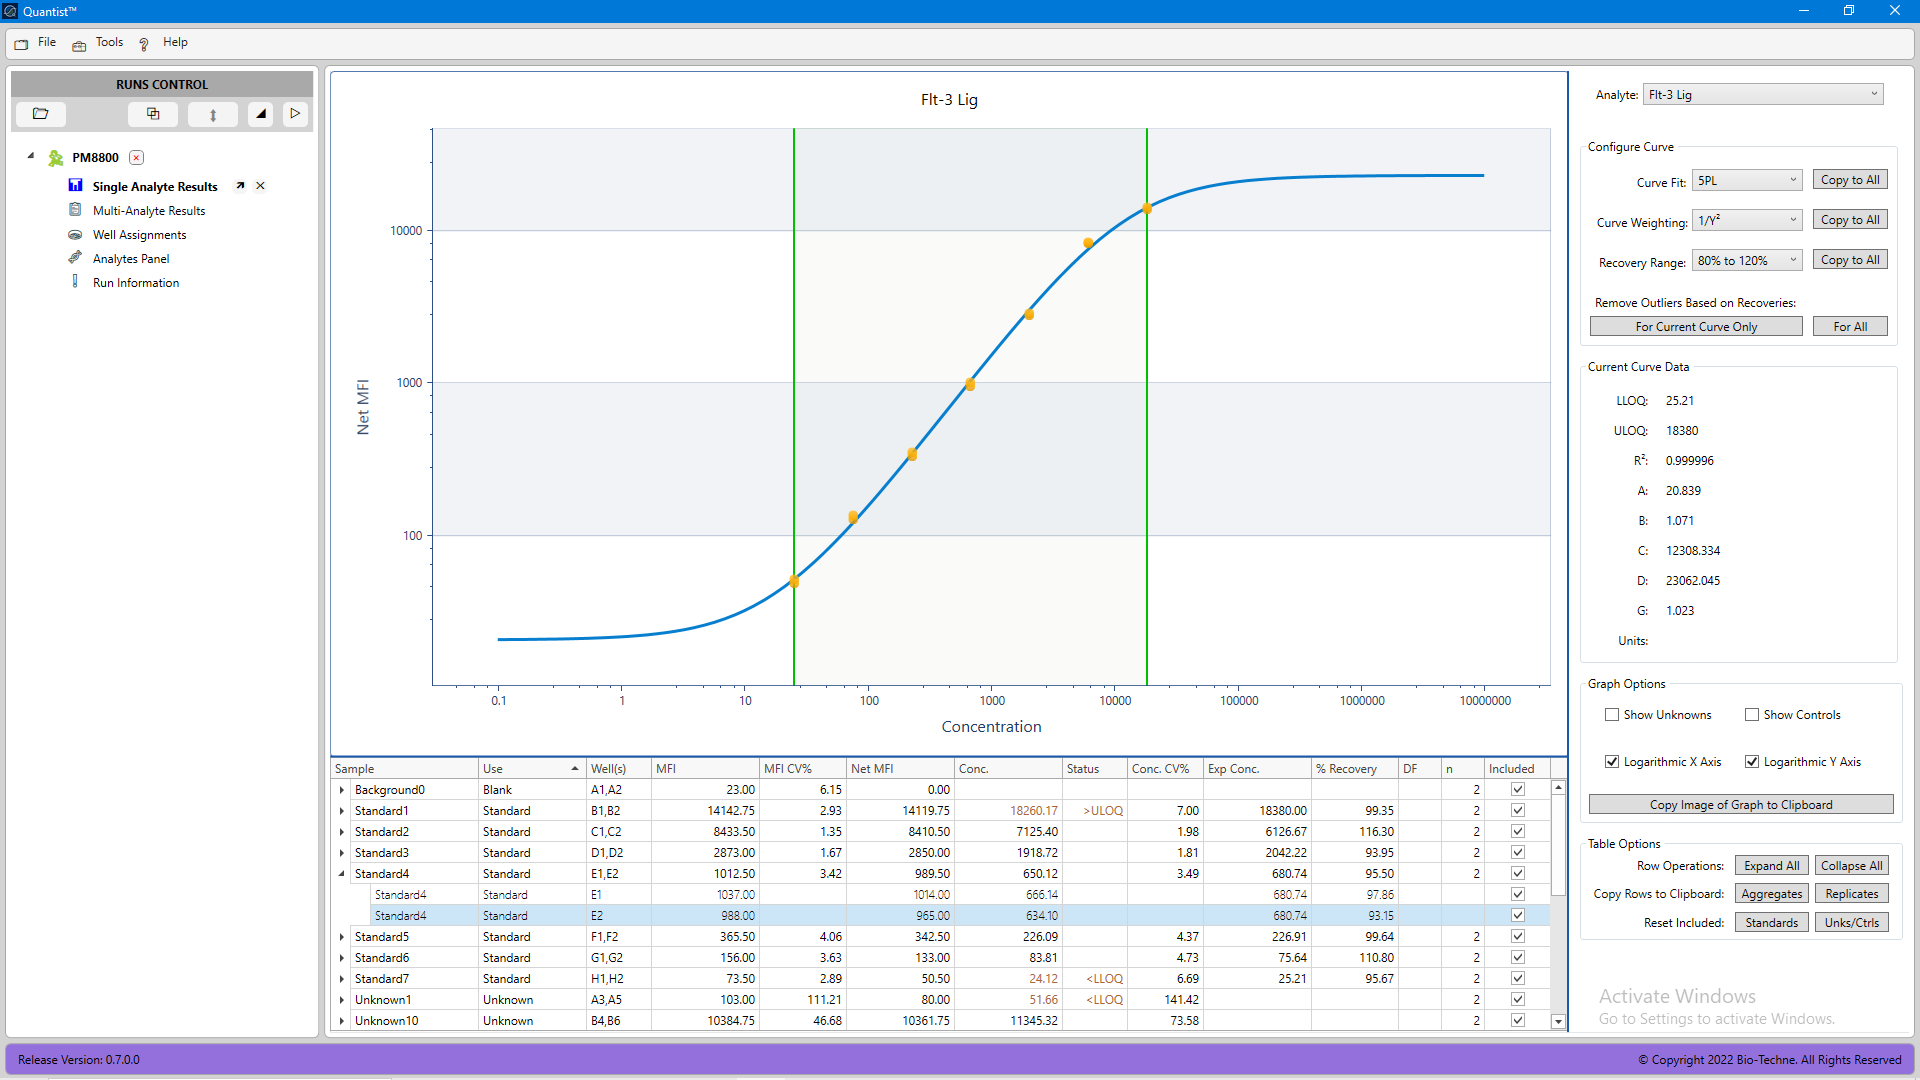 Quantist™
File Tools Help
RUNS CONTROL
PM8800
Single Analyte Results
Multi-Analyte Results
Well Assignments
Analytes Panel
Run Information
Flt-3 Lig
Net MFI
10000
1000
100
0.1 1 10 100 1000 10000 100000 1000000 10000000
Concentration
Sample Use Well(s) MFI MFI CV% Net MFI Conc. Status Conc. CV% Exp Conc. % Recovery DF n Included
Background0 Blank A1,A2 23.00 6.15 0.00 2
Standard1 Standard B1,B2 14142.75 2.93 14119.75 18260.17 >ULOQ 7.00 18380.00 99.35 2
Standard2 Standard C1,C2 8433.50 1.35 8410.50 7125.40 1.98 6126.67 116.30 2
Standard3 Standard D1,D2 2873.00 1.67 2850.00 1918.72 1.81 2042.22 93.95 2
Standard4 Standard E1,E2 1012.50 3.42 989.50 650.12 3.49 680.74 95.50 2
Standard4 Standard E1 1037.00 1014.00 666.14 680.74 97.86
Standard4 Standard E2 988.00 965.00 634.10 680.74 93.15
Standard5 Standard F1,F2 365.50 4.06 342.50 226.09 4.37 226.91 99.64 2
Standard6 Standard G1,G2 156.00 3.63 133.00 83.81 4.73 75.64 110.80 2
Standard7 Standard H1,H2 73.50 2.89 50.50 24.12 <LLOQ 6.69 25.21 95.67 2
Unknown1 Unknown A3,A5 103.00 111.21 80.00 51.66 <LLOQ 141.42 2
Unknown10 Unknown B4,B6 10384.75 46.68 10361.75 11345.32 73.58 2
Analyte: Flt-3 Lig
Configure Curve
Curve Fit: 5PL Copy to All
Curve Weighting: 1/Y² Copy to All
Recovery Range: 80% to 120% Copy to All
Remove Outliers Based on Recoveries:
For Current Curve Only For All
Current Curve Data
LLOQ: 25.21
ULOQ: 18380
R²: 0.999996
A: 20.839
B: 1.071
C: 12308.334
D: 23062.045
G: 1.023
Units:
Graph Options
Show Unknowns Show Controls
Logarithmic X Axis Logarithmic Y Axis
Copy Image of Graph to Clipboard
Table Options
Row Operations: Expand All Collapse All
Copy Rows to Clipboard: Aggregates Replicates
Reset Included: Standards Unks/Ctrls
Activate Windows
Go to Settings to activate Windows.
Release Version: 0.7.0.0
© Copyright 2022 Bio-Techne. All Rights Reserved